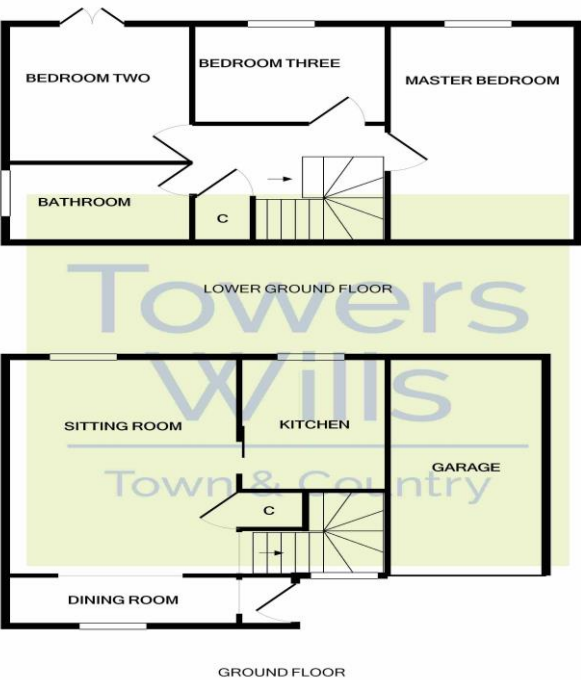 BEDROOM TWO
BEDROOM THREE
MASTER BEDROOM
BATHROOM
C
LOWER GROUND FLOOR
Towers
Wills
Town & Country
SITTING ROOM
KITCHEN
GARAGE
C
DINING ROOM
GROUND FLOOR